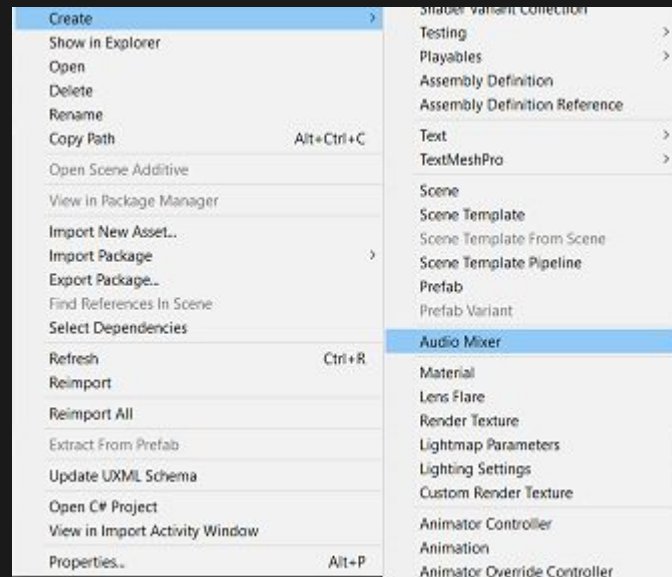 Create
Show in Explorer
Open
Delete
Rename
Copy Path Alt+Ctrl+C
Open Scene Additive
View in Package Manager
Import New Asset...
Import Package
Export Package...
Find References In Scene
Select Dependencies
Refresh Ctrl+R
Reimport
Reimport All
Extract From Prefab
Update UXML Schema
Open C# Project
View in Import Activity Window
Properties... Alt+P
Shader Variant Collection
Testing
Playables
Assembly Definition
Assembly Definition Reference
Text
TextMeshPro
Scene
Scene Template
Scene Template From Scene
Scene Template Pipeline
Prefab
Prefab Variant
Audio Mixer
Material
Lens Flare
Render Texture
Lightmap Parameters
Lighting Settings
Custom Render Texture
Animator Controller
Animation
Animator Override Controller